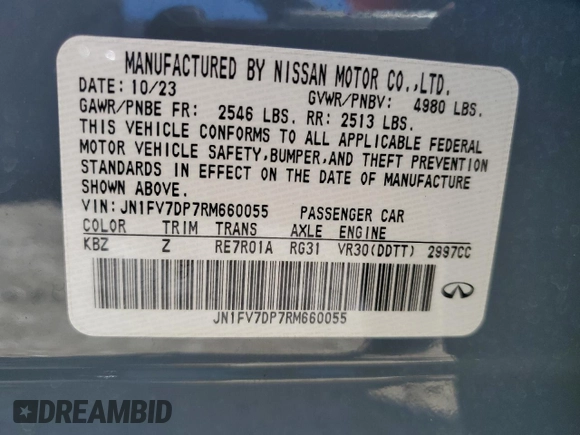 MANUFACTURED BY NISSAN MOTOR CO.,LTD.
DATE: 10/23 GVWR/PNBV: 4980 LBS.
GAWR/PNBE FR: 2546 LBS. RR: 2513 LBS.
THIS VEHICLE CONFORMS TO ALL APPLICABLE FEDERAL
MOTOR VEHICLE SAFETY,BUMPER,AND THEFT PREVENTION
STANDARDS IN EFFECT ON THE DATE OF MANUFACTURE
SHOWN ABOVE.
VIN:JN1FV7DP7RM660055 PASSENGER CAR
COLOR TRIM TRANS AXLE ENGINE
KBZ Z RE7R01A RG31 VR30(DDTT) 2997CC
JN1FV7DP7RM660055
DREAMBID